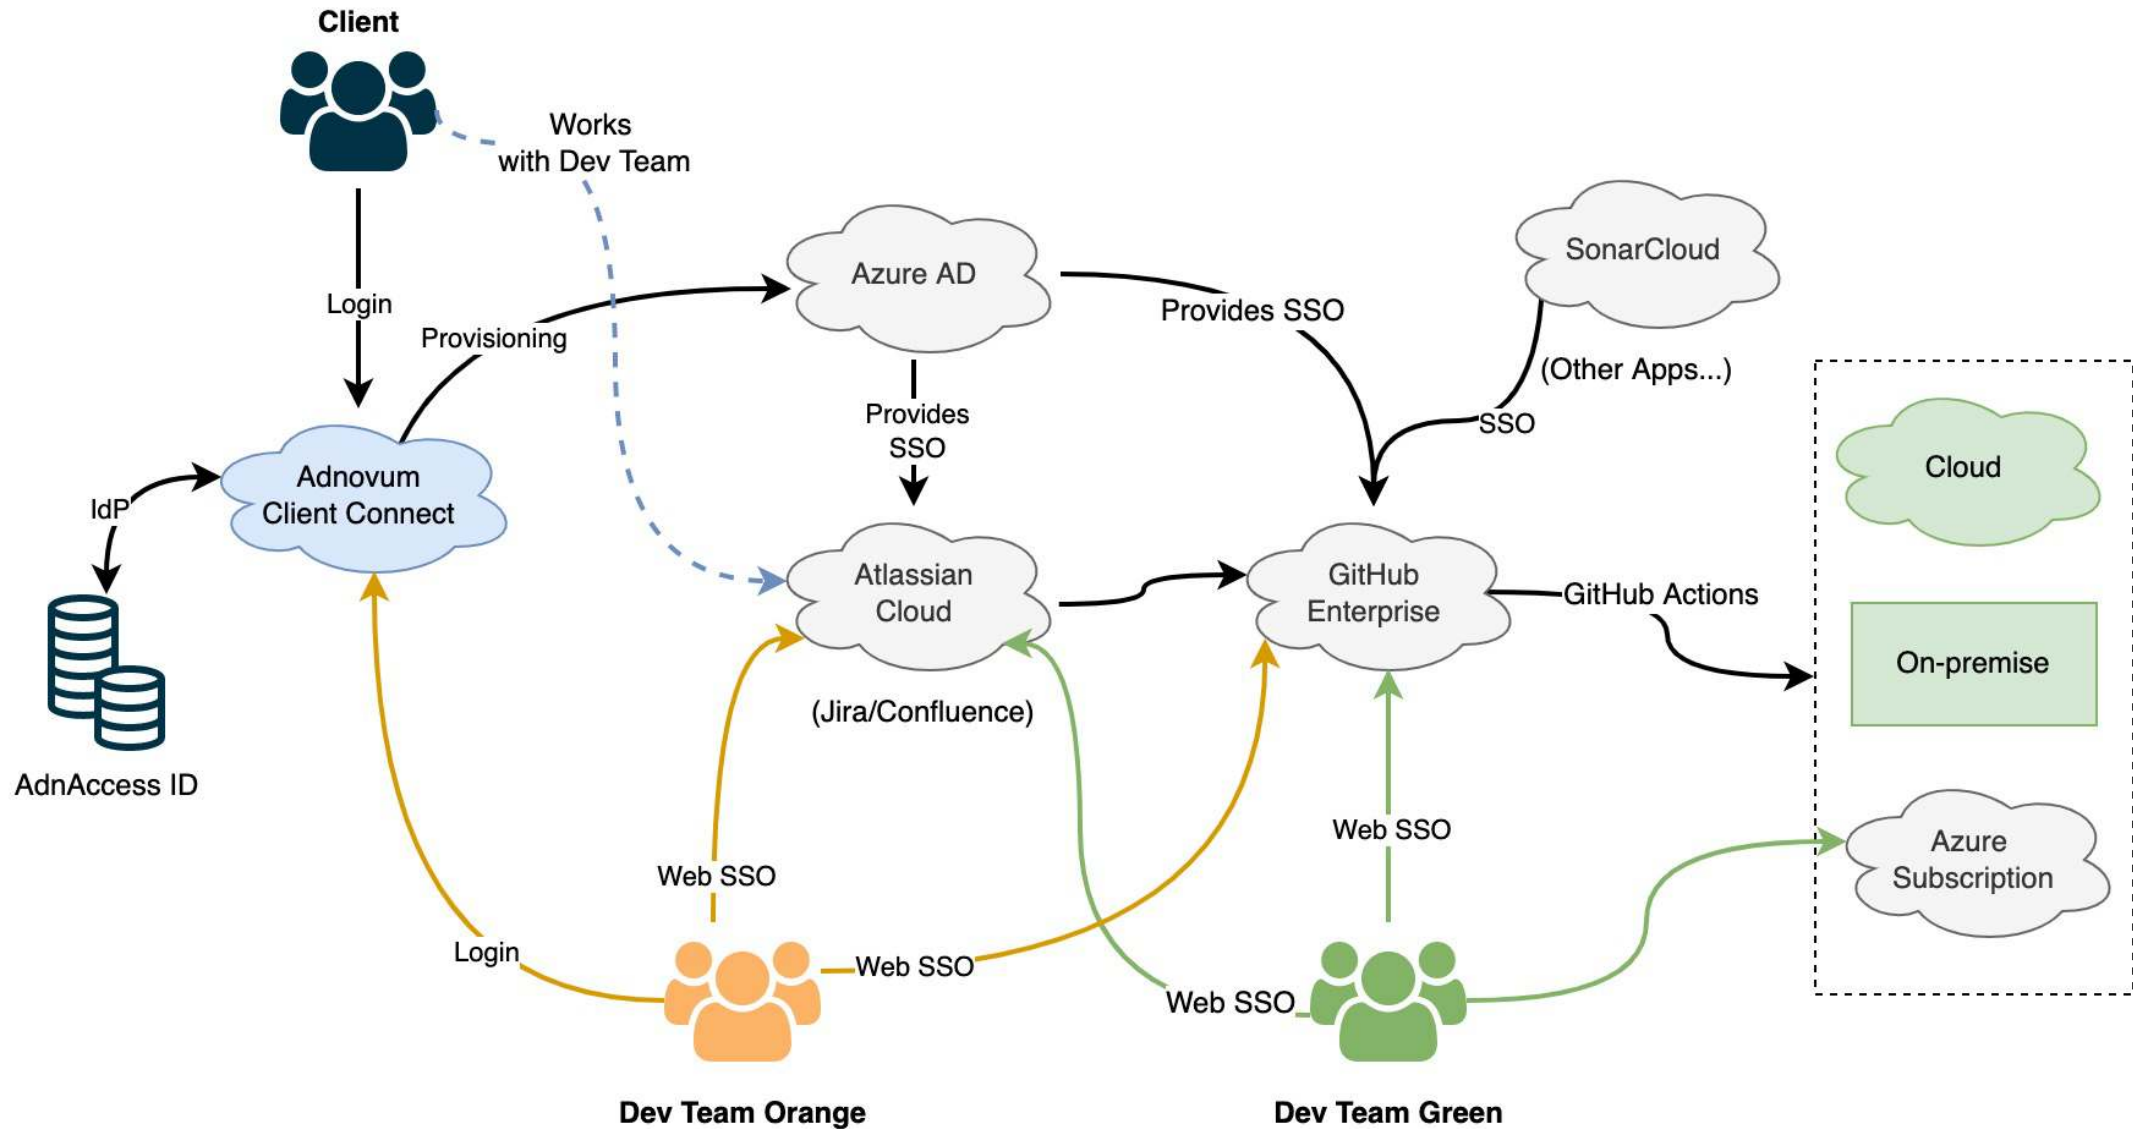 Client
Works
with Dev Team
SonarCloud
Azure AD
Login
Provides SSO
Provisioning
(Other Apps...)
Provides
SSO
SSO
Cloud
Adnovum
Client Connect
IdP
Atlassian
Cloud
GitHub
Enterprise
GitHub Actions
On-premise
(Jira/Confluence)
AdnAccess ID
Web SSO
Azure
Subscription
Web SSO
Login
Web SSO
Web SSO
Dev Team Orange
Dev Team Green